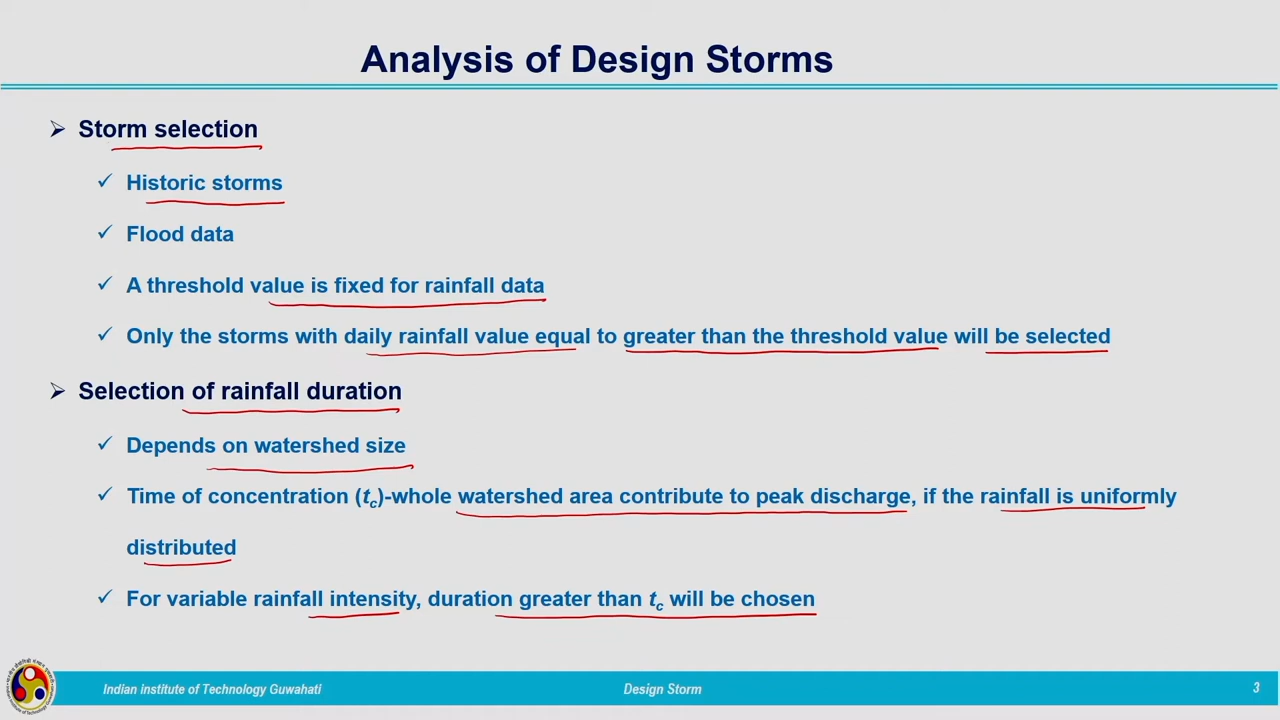 Analysis of Design Storms
Storm selection
Historic storms
Flood data
A threshold value is fixed for rainfall data
Only the storms with daily rainfall value equal to greater than the threshold value will be selected
Selection of rainfall duration
Depends on watershed size
Time of concentration (tc)-whole watershed area contribute to peak discharge, if the rainfall is uniformly
distributed
For variable rainfall intensity, duration greater than tc will be chosen
Indian institute of Technology Guwahati
Design Storm
3